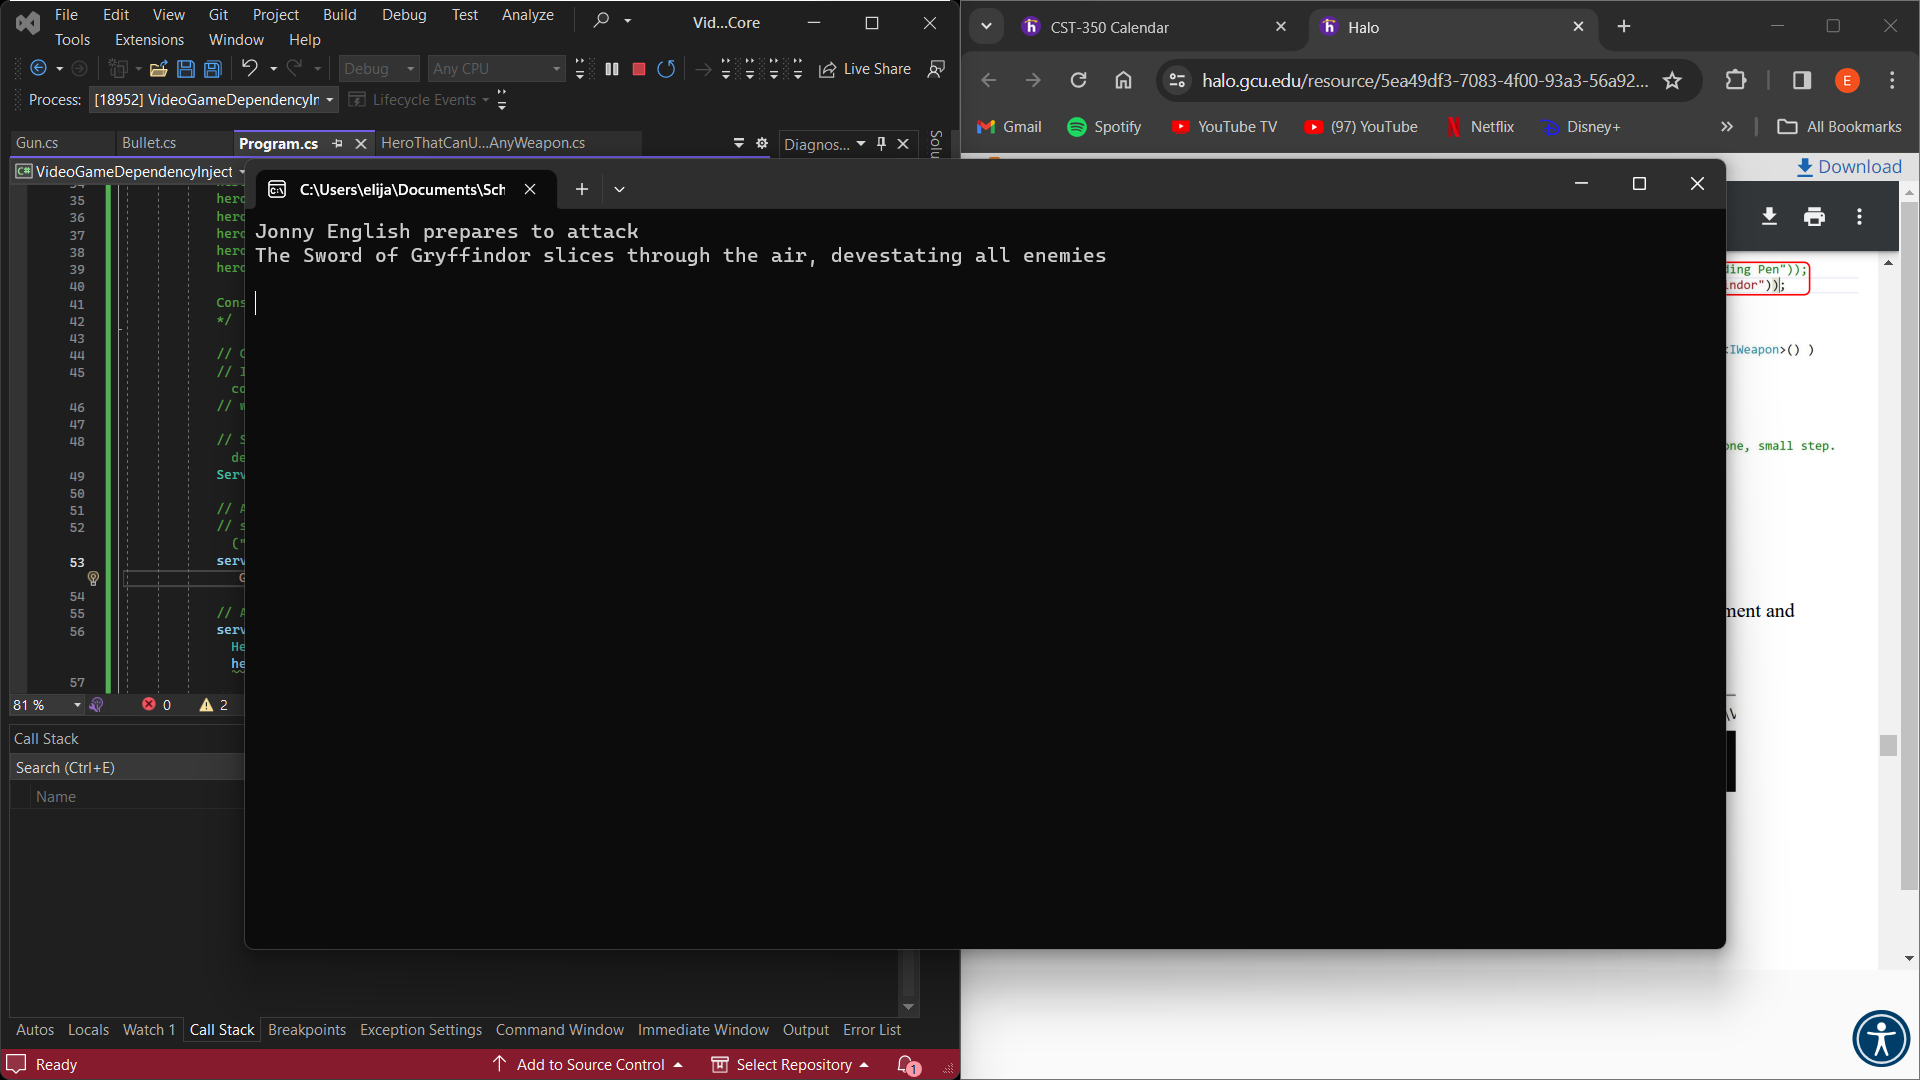 File Edit View Git Project Build Debug Test Analyze
Vid...Core
Tools Extensions Window Help
Debug Any CPU Live Share
Process: [18952] VideoGameDependencyIn Lifecycle Events
Gun.cs Bullet.cs Program.cs HeroThatCanU...AnyWeapon.cs Diagnos...
C# VideoGameDependencyInject
35 hero
36 hero
37 hero
38 hero
39 hero
40
41 Cons
42 */
43
44 // C
45 // I
co
46 // w
47
48 // S
de
49 Serv
50
51 // A
52 // s
("
53 serv
G
54
55 // A
56 serv
He
he
57
81 % 0 2
Call Stack
Search (Ctrl+E)
Name
Autos Locals Watch 1 Call Stack Breakpoints Exception Settings Command Window Immediate Window Output Error List
Ready Add to Source Control Select Repository 1
C:\Users\elija\Documents\Sch
Jonny English prepares to attack
The Sword of Gryffindor slices through the air, devestating all enemies
CST-350 Calendar
Halo
halo.gcu.edu/resource/5ea49df3-7083-4f00-93a3-56a92... E
Gmail Spotify YouTube TV (97) YouTube Netflix Disney+ All Bookmarks
Download
ding Pen"));
indor"));
IWeapon>() )
one, small step.
ment and